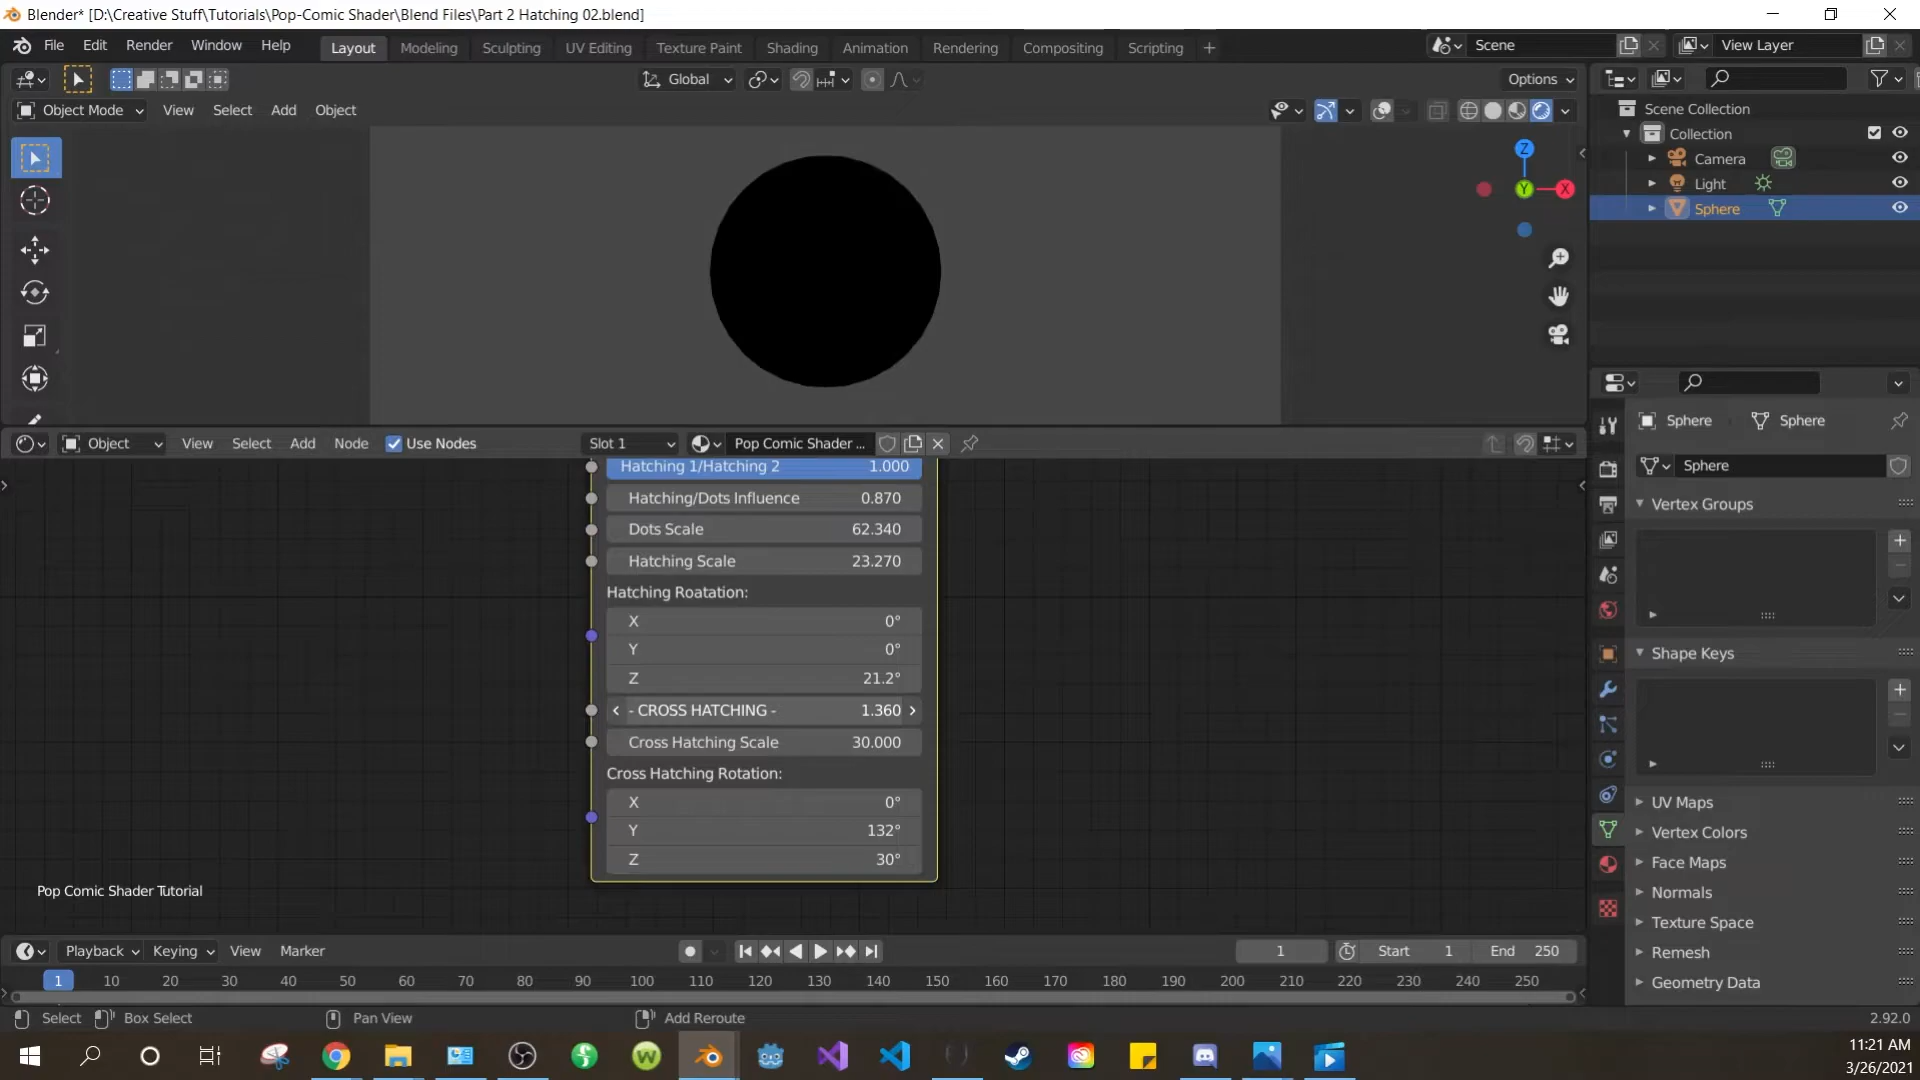 Blender* [D:\Creative Stuff\Tutorials\Pop-Comic Shader\Blend Files\Part 2 Hatching 02.blend]
File Edit Render Window Help Layout Modeling Sculpting UV Editing Texture Paint Shading Animation Rendering Compositing Scripting + Scene View Layer
Global Options
Object Mode View Select Add Object
Scene Collection
Collection
Camera
Light
Sphere
Z
Y X
Sphere Sphere
Sphere
Vertex Groups
Shape Keys
UV Maps
Vertex Colors
Face Maps
Normals
Texture Space
Remesh
Geometry Data
Object View Select Add Node Use Nodes Slot 1 Pop Comic Shader ...
Hatching 1/Hatching 2 1.000
Hatching/Dots Influence 0.870
Dots Scale 62.340
Hatching Scale 23.270
Hatching Roatation:
X 0°
Y 0°
Z 21.2°
- CROSS HATCHING - 1.360
Cross Hatching Scale 30.000
Cross Hatching Rotation:
X 0°
Y 132°
Z 30°
Pop Comic Shader Tutorial
Playback Keying View Marker 1 Start 1 End 250
1 10 20 30 40 50 60 70 80 90 100 110 120 130 140 150 160 170 180 190 200 210 220 230 240 250
Select Box Select Pan View Add Reroute 2.92.0
11:21 AM
3/26/2021